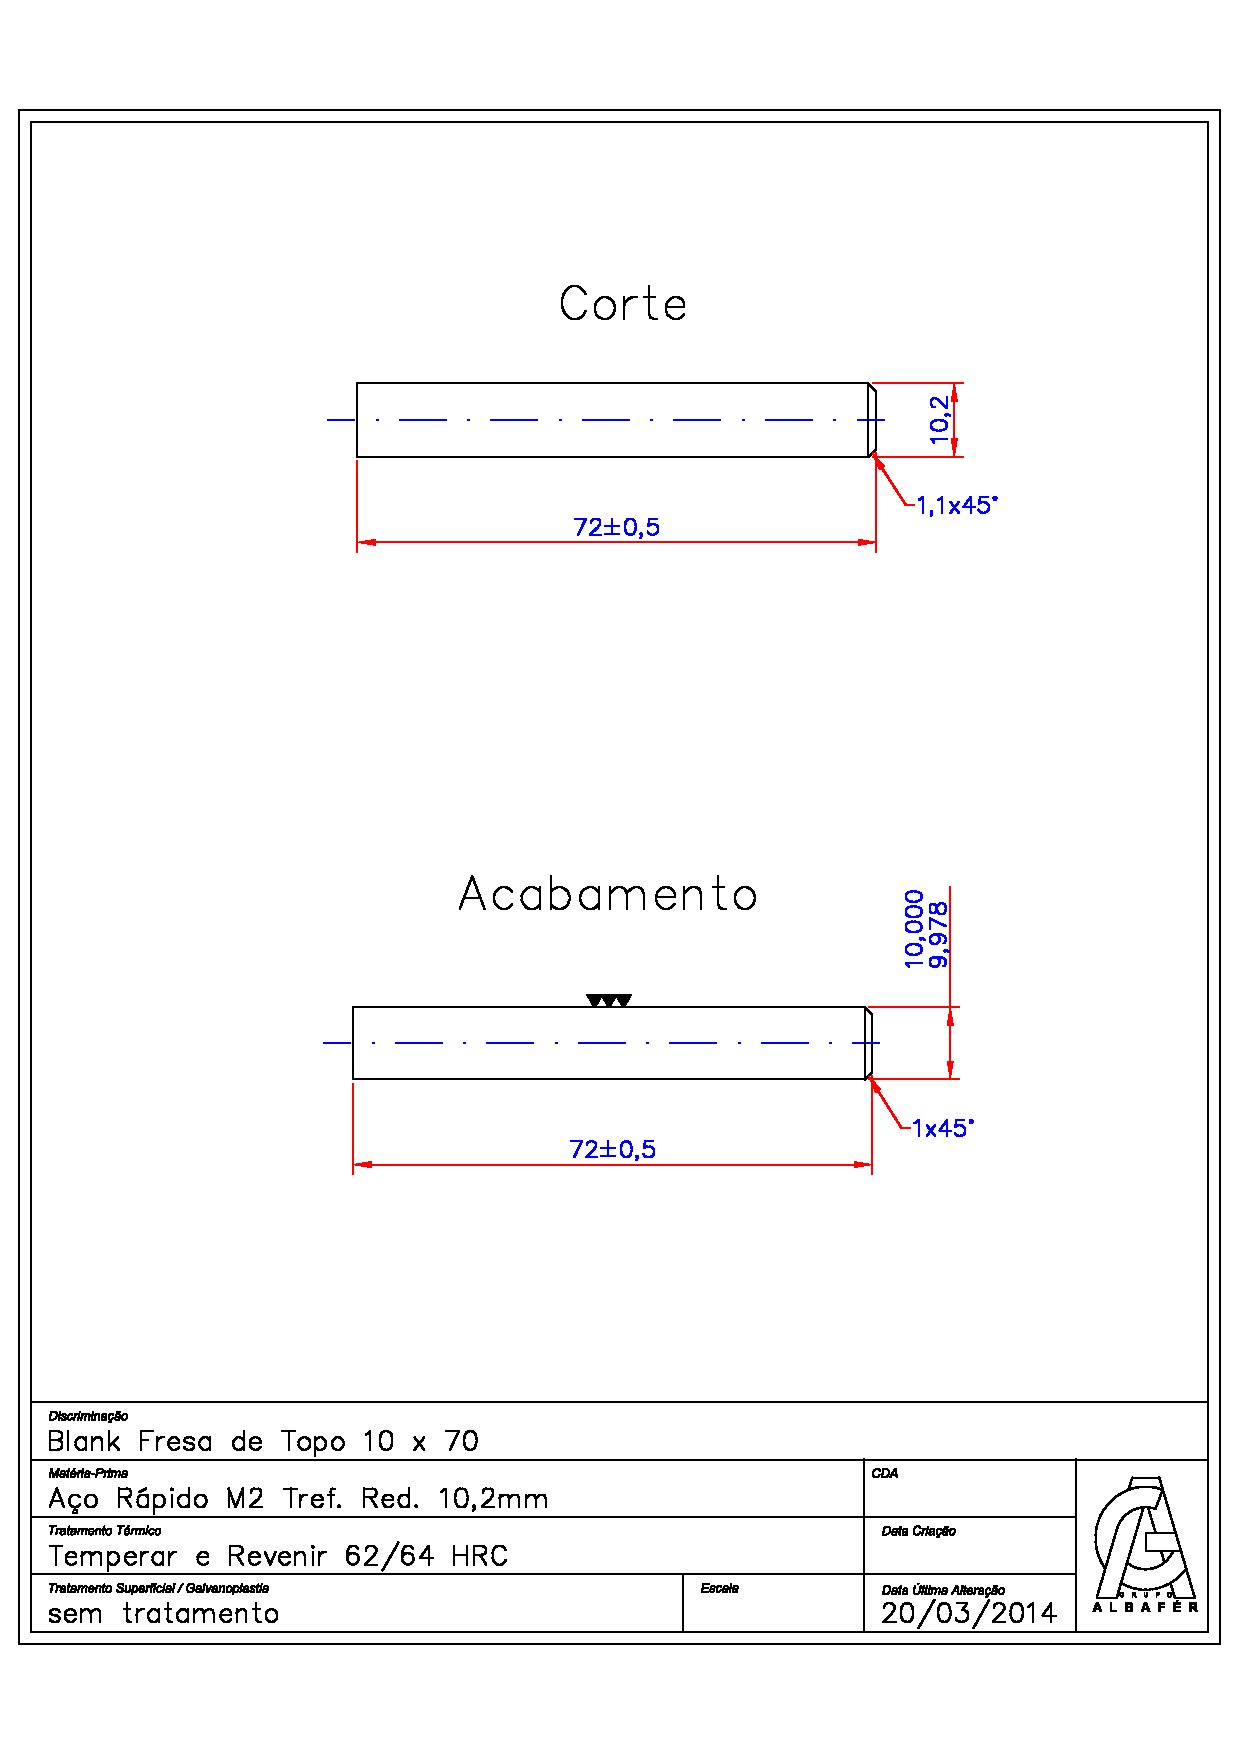 Corte
10,2
1,1x45°
72±0,5
Acabamento
10,000
9,978
1x45°
72±0,5
Discriminação
Blank Fresa de Topo 10 x 70
Matéria-Prima
Aço Rápido M2 Tref. Red. 10,2mm
CDA
Tratamento Térmico
Temperar e Revenir 62/64 HRC
Data Criação
Tratamento Superficial / Galvanoplastia
sem tratamento
Escala
Data Última Alteração
20/03/2014
GRUPO
ALBAFÉR